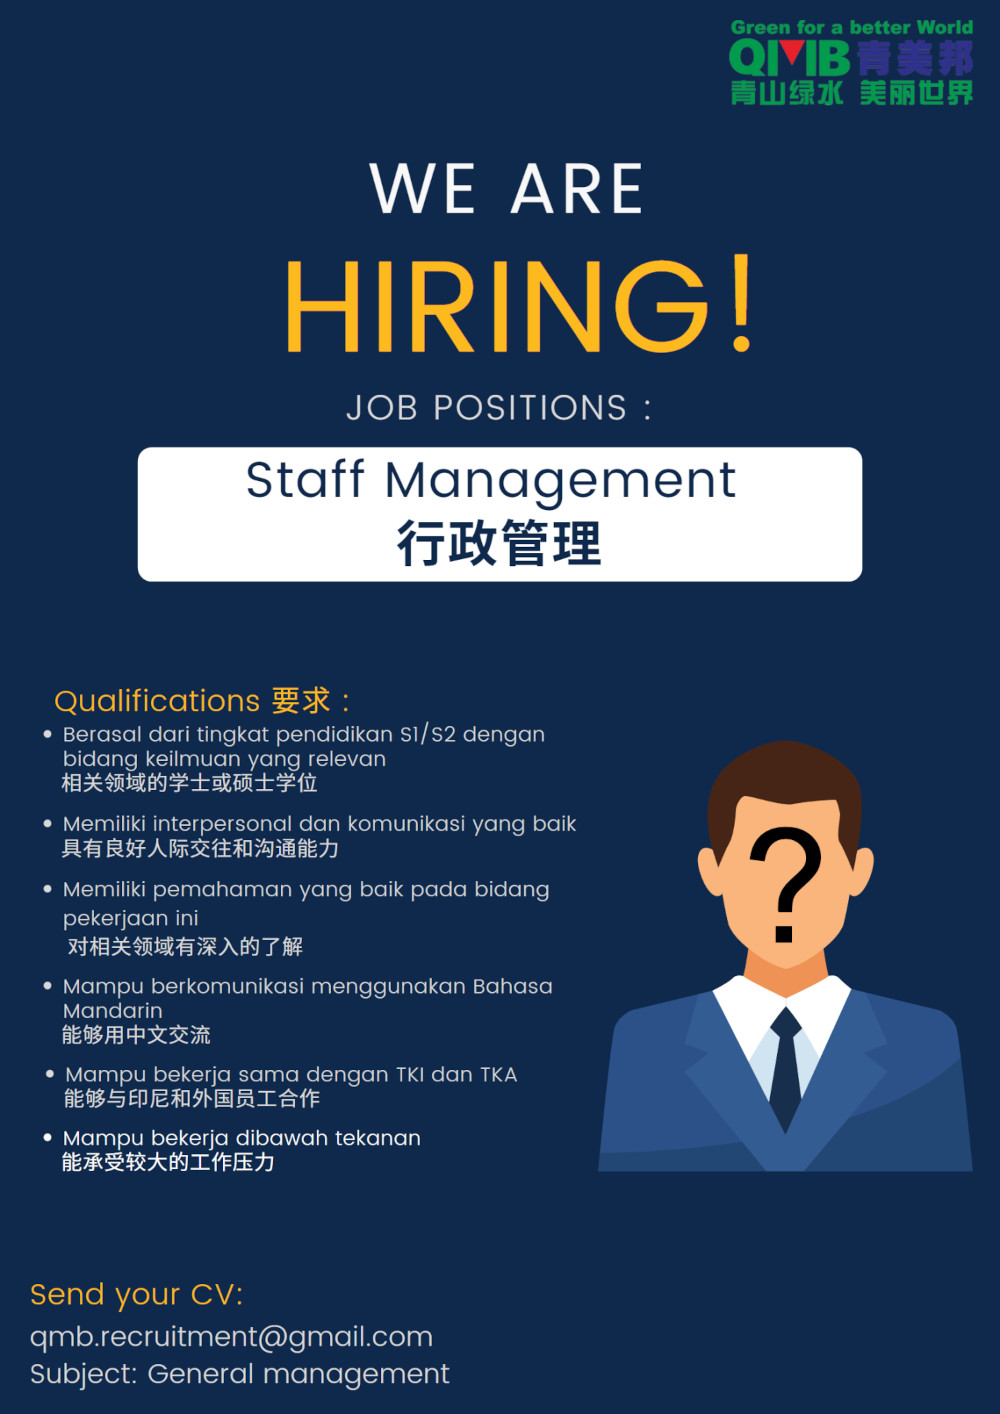 Green for a better World
QMB 青美邦
青山绿水 美丽世界
WE ARE
HIRING!
JOB POSITIONS :
Staff Management
行政管理
Qualifications 要求 :
• Berasal dari tingkat pendidikan S1/S2 dengan
bidang keilmuan yang relevan
相关领域的学士或硕士学位
• Memiliki interpersonal dan komunikasi yang baik
具有良好人际交往和沟通能力
• Memiliki pemahaman yang baik pada bidang
pekerjaan ini
对相关领域有深入的了解
• Mampu berkomunikasi menggunakan Bahasa
Mandarin
能够用中文交流
• Mampu bekerja sama dengan TKI dan TKA
能够与印尼和外国员工合作
• Mampu bekerja dibawah tekanan
能承受较大的工作压力
?
Send your CV:
qmb.recruitment@gmail.com
Subject: General management